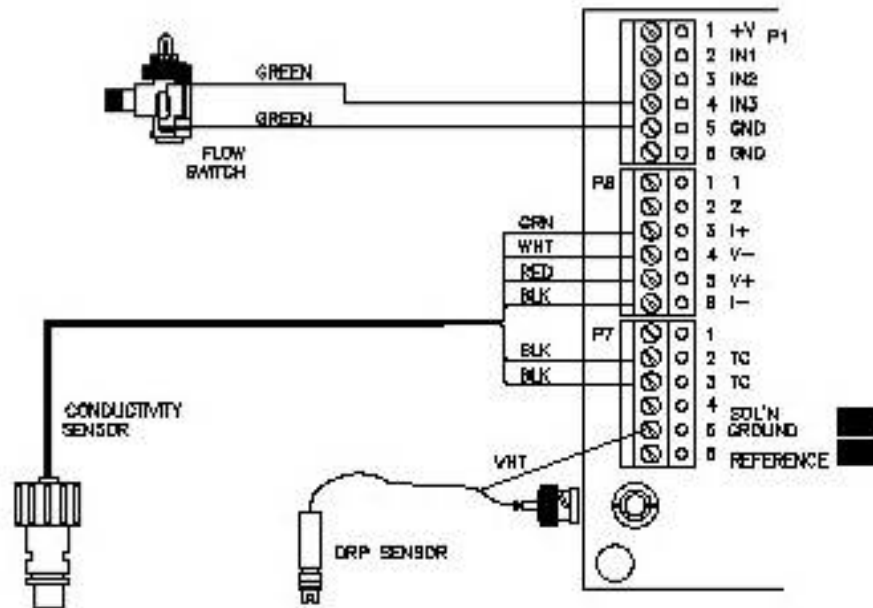 1 +V P1
2 IN1
3 IN2
4 IN3
5 GND
6 GND
GREEN
GREEN
FLOW
SWITCH
P8
1 1
2 2
3 I+
4 V-
5 V+
6 I-
GRN
WHT
RED
BLK
P7
1
2 TC
3 TC
4
5 SOL'N
GROUND
6 REFERENCE
BLK
BLK
CONDUCTIVITY
SENSOR
WHT
ORP SENSOR